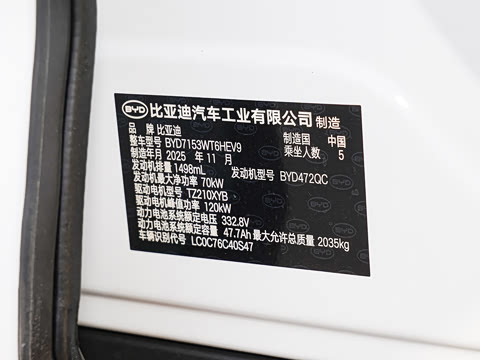 BYD 比亚迪汽车工业有限公司 制造
品 牌 比亚迪 制造国 中国
整车型号 BYD7153WT6HEV9 乘坐人数 5
制造年月 2025 年 11 月
发动机排量 1498mL 发动机型号 BYD472QC
发动机最大净功率 70kW
驱动电机型号 TZ210XYB
驱动电机峰值功率 120kW
动力电池系统额定电压 332.8V
动力电池系统额定容量 47.7Ah 最大允许总质量 2035kg
车辆识别代号 LC0C76C40S47